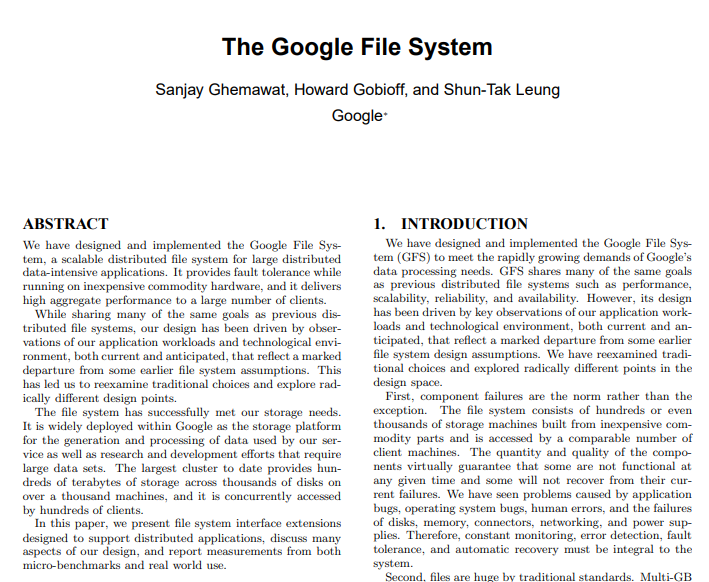 The Google File System
Sanjay Ghemawat, Howard Gobioff, and Shun-Tak Leung
Google*
ABSTRACT
We have designed and implemented the Google File Sys-
tem, a scalable distributed file system for large distributed
data-intensive applications. It provides fault tolerance while
running on inexpensive commodity hardware, and it delivers
high aggregate performance to a large number of clients.
While sharing many of the same goals as previous dis-
tributed file systems, our design has been driven by obser-
vations of our application workloads and technological envi-
ronment, both current and anticipated, that reflect a marked
departure from some earlier file system assumptions. This
has led us to reexamine traditional choices and explore rad-
ically different design points.
The file system has successfully met our storage needs.
It is widely deployed within Google as the storage platform
for the generation and processing of data used by our ser-
vice as well as research and development efforts that require
large data sets. The largest cluster to date provides hun-
dreds of terabytes of storage across thousands of disks on
over a thousand machines, and it is concurrently accessed
by hundreds of clients.
In this paper, we present file system interface extensions
designed to support distributed applications, discuss many
aspects of our design, and report measurements from both
micro-benchmarks and real world use.
1. INTRODUCTION
We have designed and implemented the Google File Sys-
tem (GFS) to meet the rapidly growing demands of Google's
data processing needs. GFS shares many of the same goals
as previous distributed file systems such as performance,
scalability, reliability, and availability. However, its design
has been driven by key observations of our application work-
loads and technological environment, both current and an-
ticipated, that reflect a marked departure from some earlier
file system design assumptions. We have reexamined tradi-
tional choices and explored radically different points in the
design space.
First, component failures are the norm rather than the
exception. The file system consists of hundreds or even
thousands of storage machines built from inexpensive com-
modity parts and is accessed by a comparable number of
client machines. The quantity and quality of the compo-
nents virtually guarantee that some are not functional at
any given time and some will not recover from their cur-
rent failures. We have seen problems caused by application
bugs, operating system bugs, human errors, and the failures
of disks, memory, connectors, networking, and power sup-
plies. Therefore, constant monitoring, error detection, fault
tolerance, and automatic recovery must be integral to the
system.
Second, files are huge by traditional standards. Multi-GB